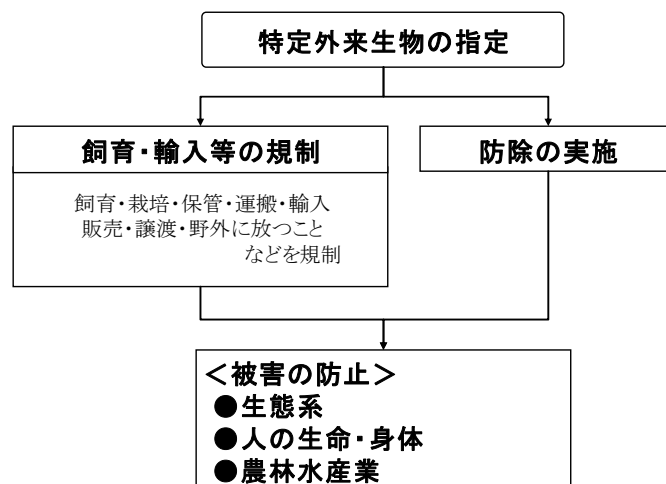 特定外来生物の指定
飼育・輸入等の規制
飼育・栽培・保管・運搬・輸入
販売・譲渡・野外に放つこと
などを規制
防除の実施
＜被害の防止＞
●生態系
●人の生命・身体
●農林水産業